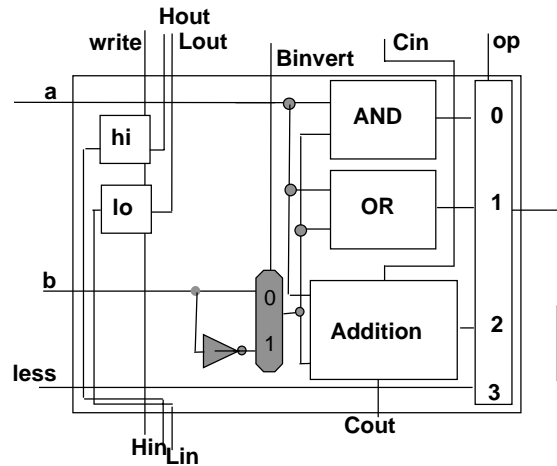 Hout
write Lout
Binvert
Cin
op
a
AND
0
hi
lo
OR
1
b
0
1
Addition
2
less
3
Cout
Hin
Lin